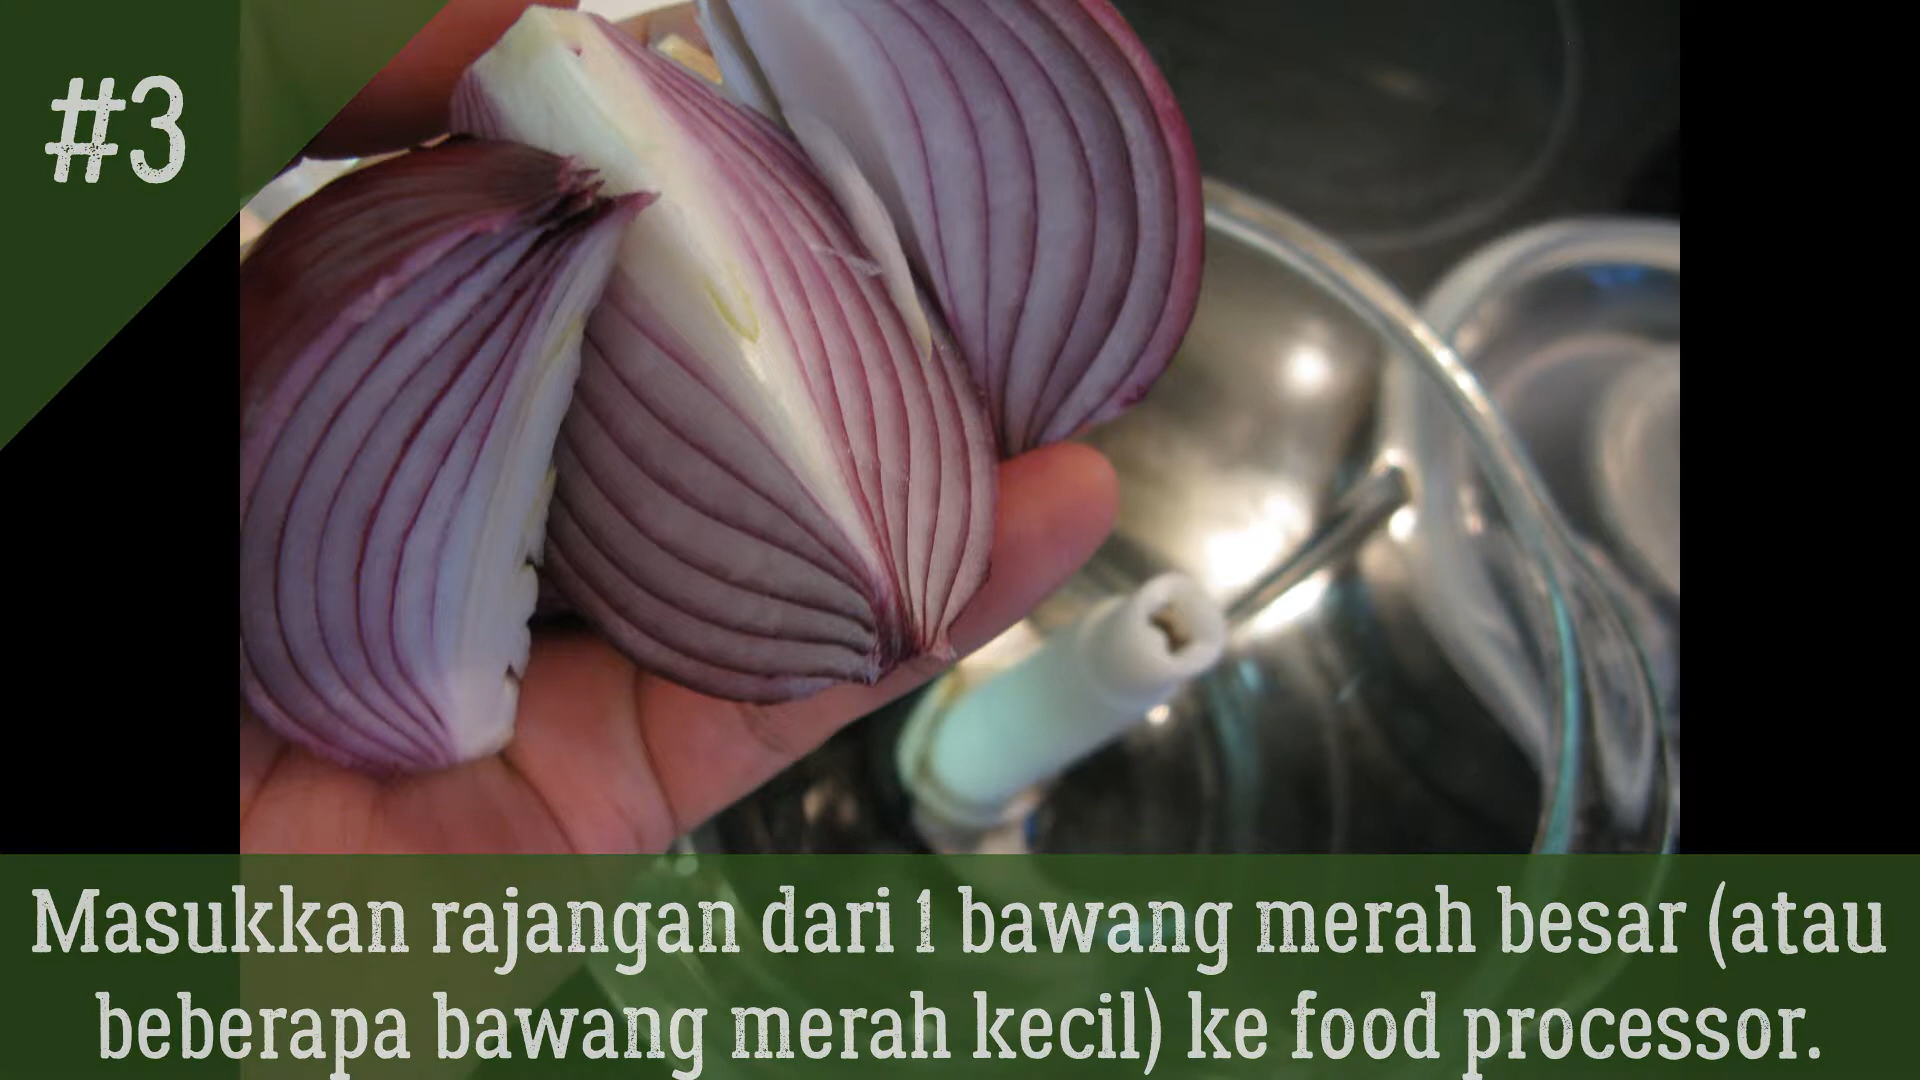 #3
Masukkan rajangan dari 1 bawang merah besar (atau
beberapa bawang merah kecil) ke food processor.